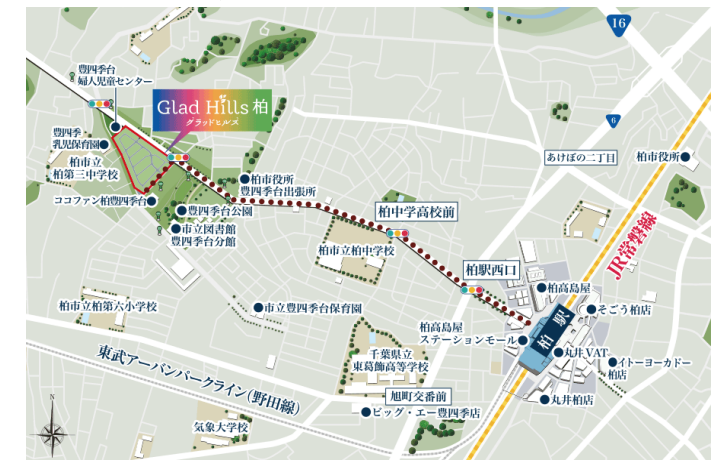 16
豊四季台
婦人児童センター
Glad Hills 柏
グラッドヒルズ
6
豊四季
乳児保育園
あけぼの二丁目
柏市役所
柏市立
柏第三中学校
柏市役所
豊四季台出張所
ココファン柏豊四季台
豊四季台公園
柏中学高校前
市立図書館
豊四季台分館
JR常磐線
柏市立柏中学校
柏駅西口
柏高島屋
柏市立柏第六小学校
市立豊四季台保育園
そごう柏店
柏高島屋
ステーションモール
柏駅
東武アーバンパークライン(野田線)
千葉県立
東葛飾高等学校
丸井VAT
イトーヨーカドー
柏店
旭町交番前
丸井柏店
ビッグ・エー豊四季店
気象大学校
N